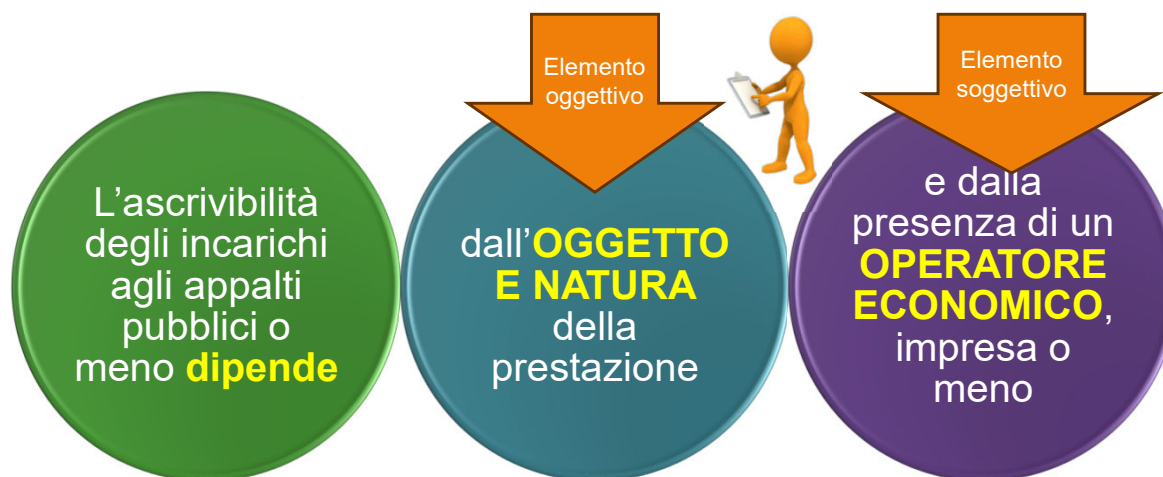 L'ascrivibilità
degli incarichi
agli appalti
pubblici o
meno dipende
Elemento
oggettivo
dall'OGGETTO
E NATURA
della
prestazione
Elemento
soggettivo
e dalla
presenza di un
OPERATORE
ECONOMICO,
impresa o
meno